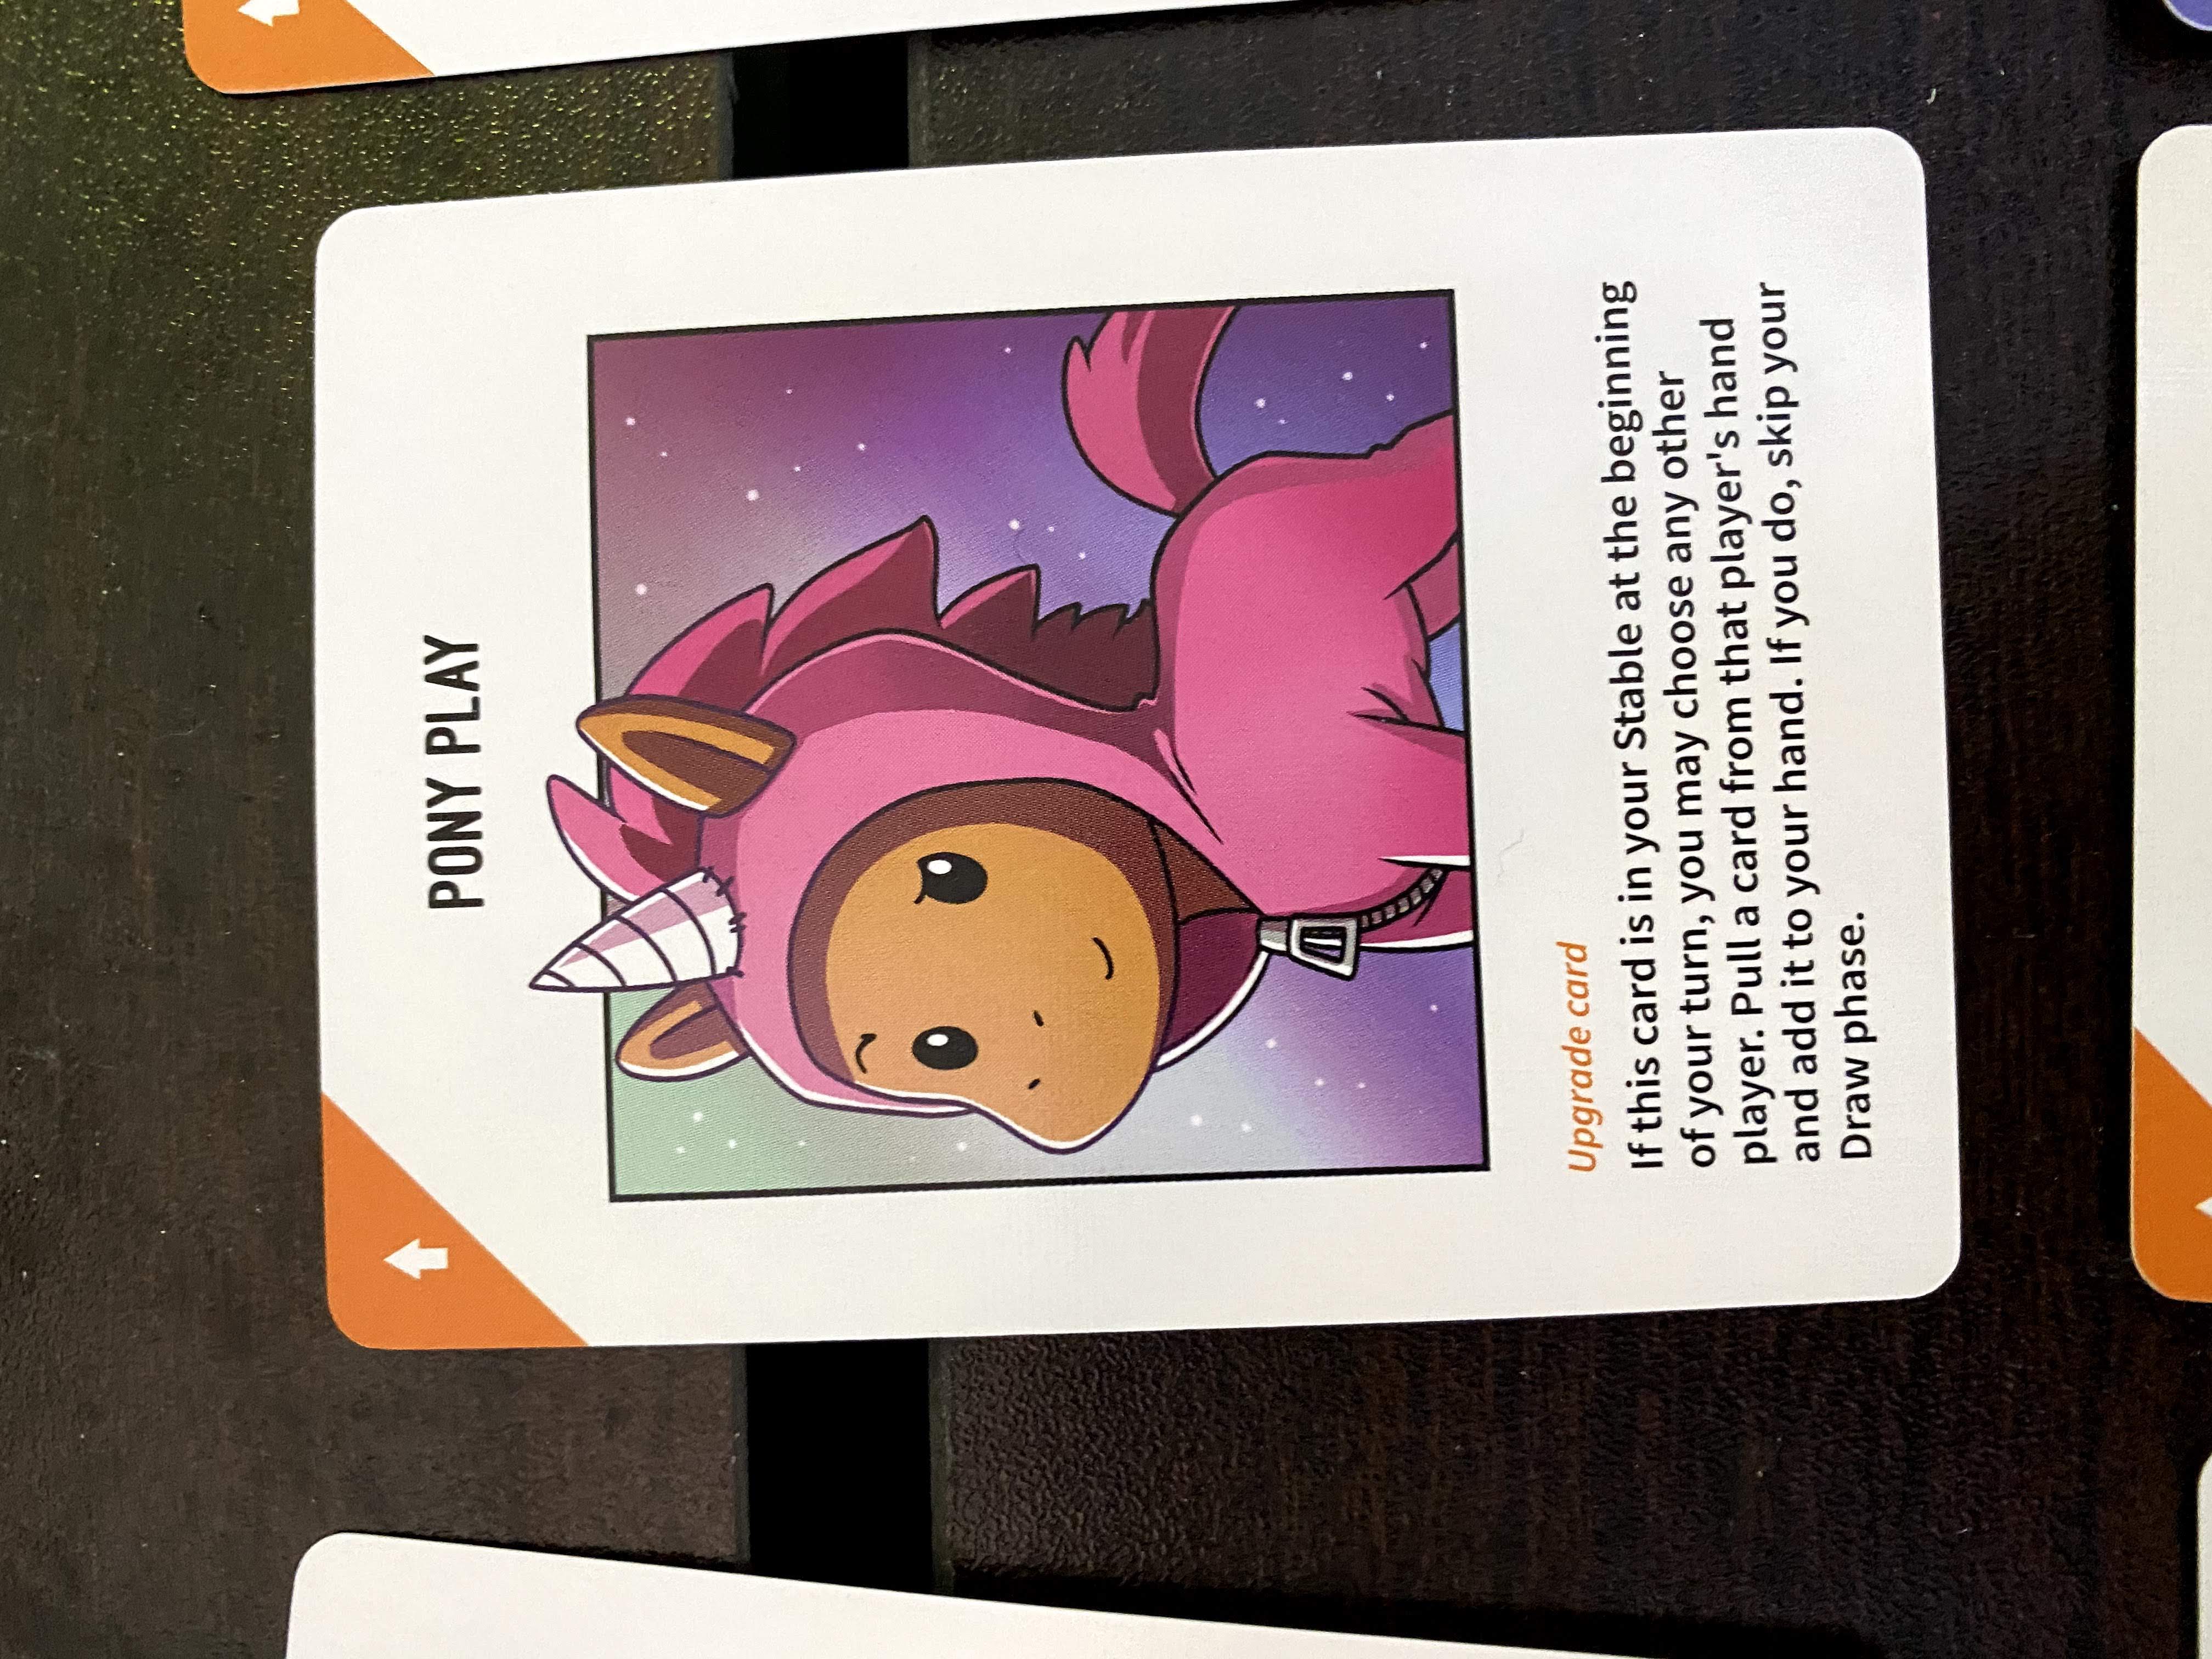 PONY PLAY
Upgrade card
If this card is in your Stable at the beginning
of your turn, you may choose any other
player. Pull a card from that player's hand
and add it to your hand. If you do, skip your
Draw phase.